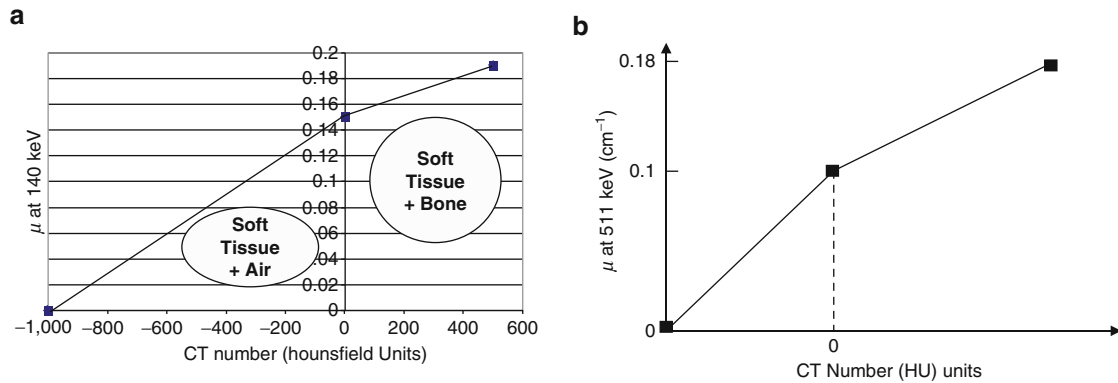 a
0.2
0.18
0.16
0.14
0.12
0.1
0.08
0.06
0.04
0.02
0
μ at 140 keV
Soft
Tissue
+ Bone
Soft
Tissue
+ Air
–1,000 –800 –600 –400 –200 0 200 400 600
CT number (hounsfield Units)
b
0.18
0.1
0
μ at 511 keV (cm–1)
0
CT Number (HU) units